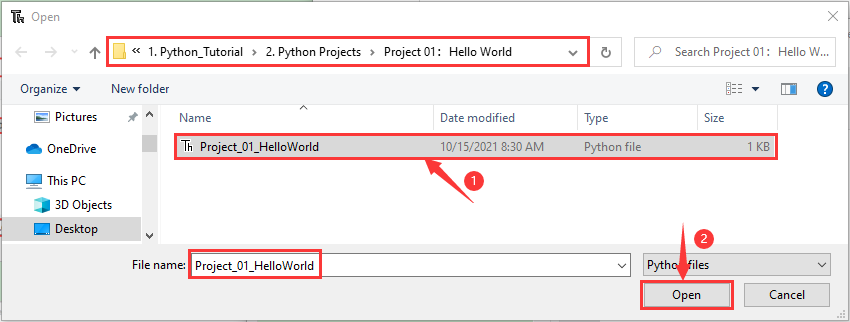 Open
« 1. Python_Tutorial › 2. Python Projects › Project 01：Hello World
Search Project 01：Hello W...
Organize
New folder
Name
Date modified
Type
Size
Pictures
OneDrive
This PC
3D Objects
Desktop
Project_01_HelloWorld
10/15/2021 8:30 AM
Python file
1 KB
1
File name:
Project_01_HelloWorld
Python files
2
Open
Cancel